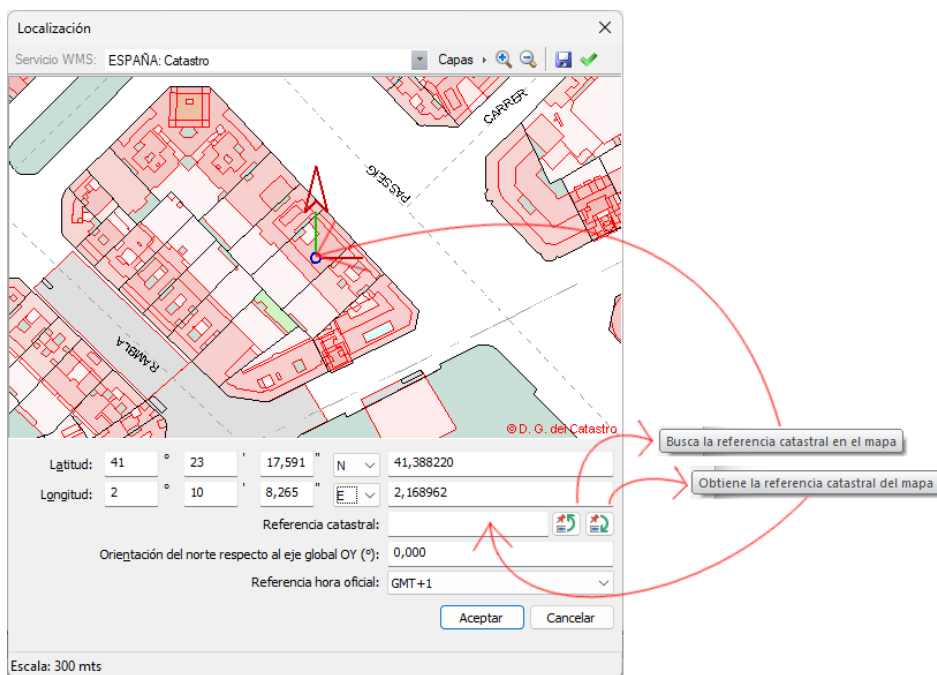 Localización
Servicio WMS: ESPAÑA: Catastro Capas
CARRER
PASSEIG
RAMBLA
© D. G. del Catastro
Busca la referencia catastral en el mapa
Latitud: 41 º 23 ' 17,591 " N 41,388220
Obtiene la referencia catastral del mapa
Longitud: 2 º 10 ' 8,265 " E 2,168962
Referencia catastral:
Orientación del norte respecto al eje global OY (º): 0,000
Referencia hora oficial: GMT+1
Aceptar Cancelar
Escala: 300 mts